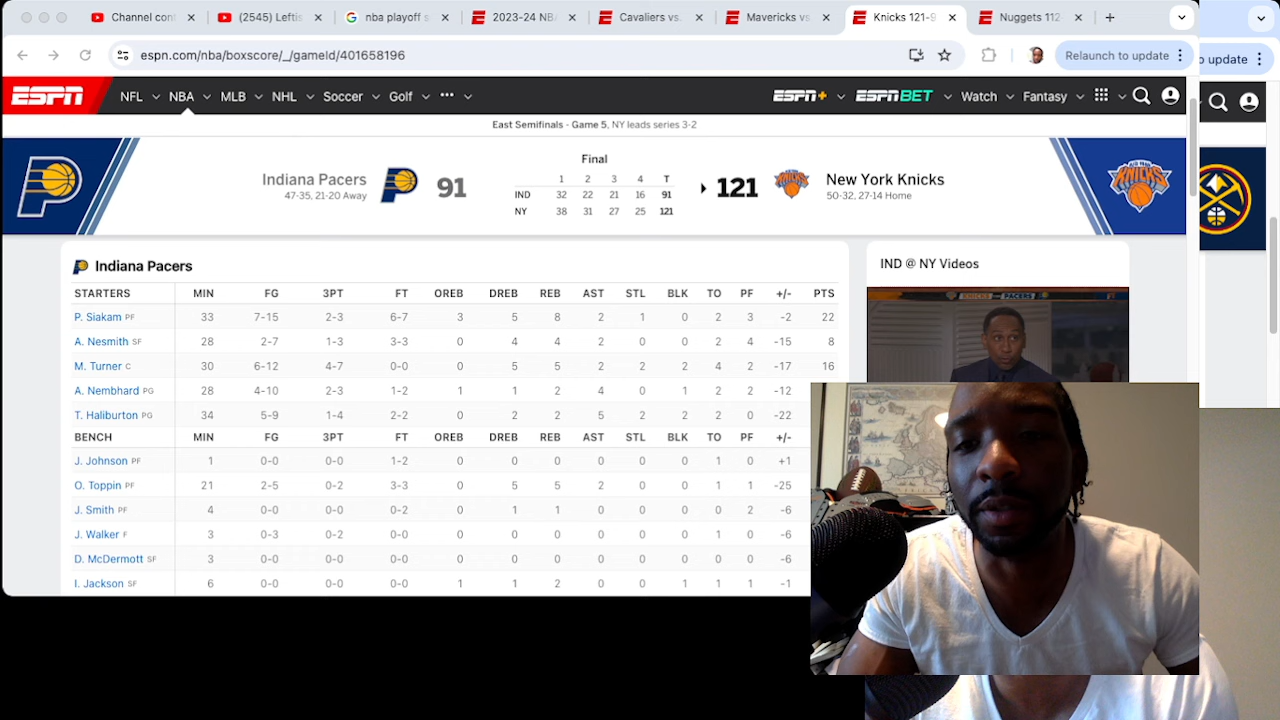 Channel con
(2545) Leftis
nba playoff s
2023-24 NB
Cavaliers vs.
Mavericks vs
Knicks 121-9
Nuggets 112
espn.com/nba/boxscore/_/gameId/401658196
Relaunch to update
o update
ESPN NFL NBA MLB NHL Soccer Golf ESPN+ ESPN BET Watch Fantasy
East Semifinals - Game 5, NY leads series 3-2
Final
Indiana Pacers
47-35, 21-20 Away
91
1 2 3 4 T
IND 32 22 21 16 91
NY 38 31 27 25 121
121
New York Knicks
50-32, 27-14 Home
NEW YORK
KNICKS
Indiana Pacers
STARTERS MIN FG 3PT FT OREB DREB REB AST STL BLK TO PF +/- PTS
P. Siakam PF 33 7-15 2-3 6-7 3 5 8 2 1 0 2 3 -2 22
A. Nesmith SF 28 2-7 1-3 3-3 0 4 4 2 0 0 2 4 -15 8
M. Turner C 30 6-12 4-7 0-0 0 5 5 2 2 2 4 2 -17 16
A. Nembhard PG 28 4-10 2-3 1-2 1 1 2 4 0 1 2 2 -12
T. Haliburton PG 34 5-9 1-4 2-2 0 2 2 5 2 2 2 0 -22
BENCH MIN FG 3PT FT OREB DREB REB AST STL BLK TO PF +/-
J. Johnson PF 1 0-0 0-0 1-2 0 0 0 0 0 0 1 0 +1
O. Toppin PF 21 2-5 0-2 3-3 0 5 5 2 0 0 1 1 -25
J. Smith PF 4 0-0 0-0 0-2 0 1 1 0 0 0 0 2 -6
J. Walker F 3 0-3 0-2 0-0 0 0 0 0 0 0 1 0 -6
D. McDermott SF 3 0-0 0-0 0-0 0 0 0 0 0 0 0 0 -6
I. Jackson SF 6 0-0 0-0 0-0 1 1 2 0 0 1 1 1 -1
IND @ NY Videos
KNICKS PACERS